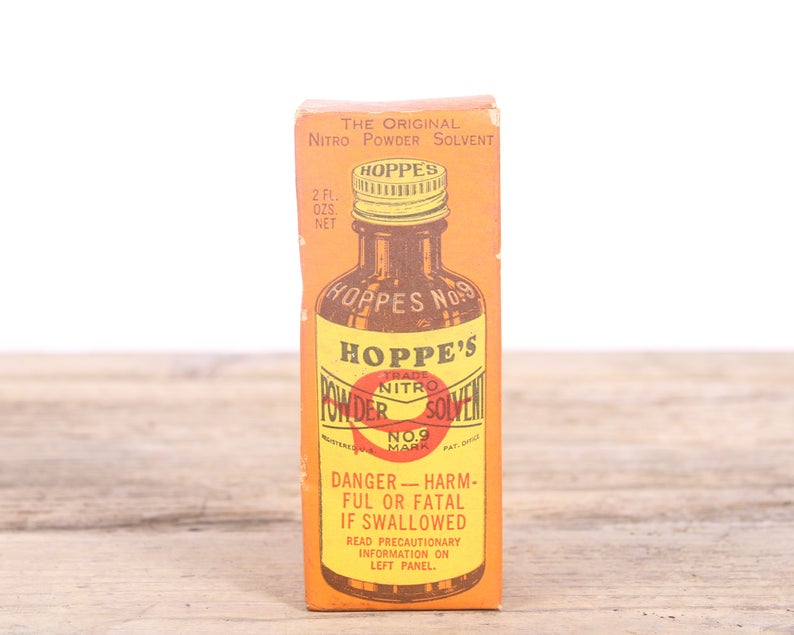 THE ORIGINAL
NITRO POWDER SOLVENT
HOPPE'S
2 FL.
OZS.
NET
HOPPES NO.9
HOPPE'S
TRADE
NITRO
POWDER SOLVENT
9
NO.9
REGISTERED U.S. MARK PAT. OFFICE
DANGER — HARM-
FUL OR FATAL
IF SWALLOWED
READ PRECAUTIONARY
INFORMATION ON
LEFT PANEL.